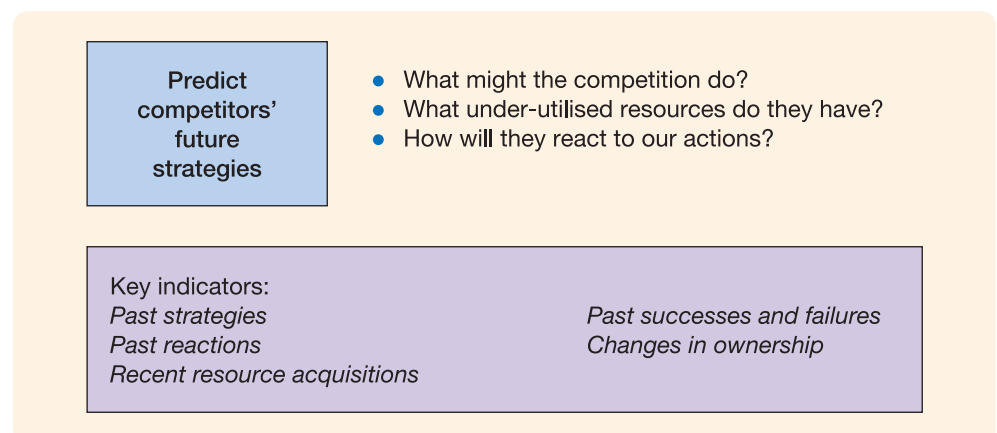 Predict
competitors'
future
strategies
• What might the competition do?
• What under-utilised resources do they have?
• How will they react to our actions?
Key indicators:
Past strategies
Past reactions
Recent resource acquisitions
Past successes and failures
Changes in ownership